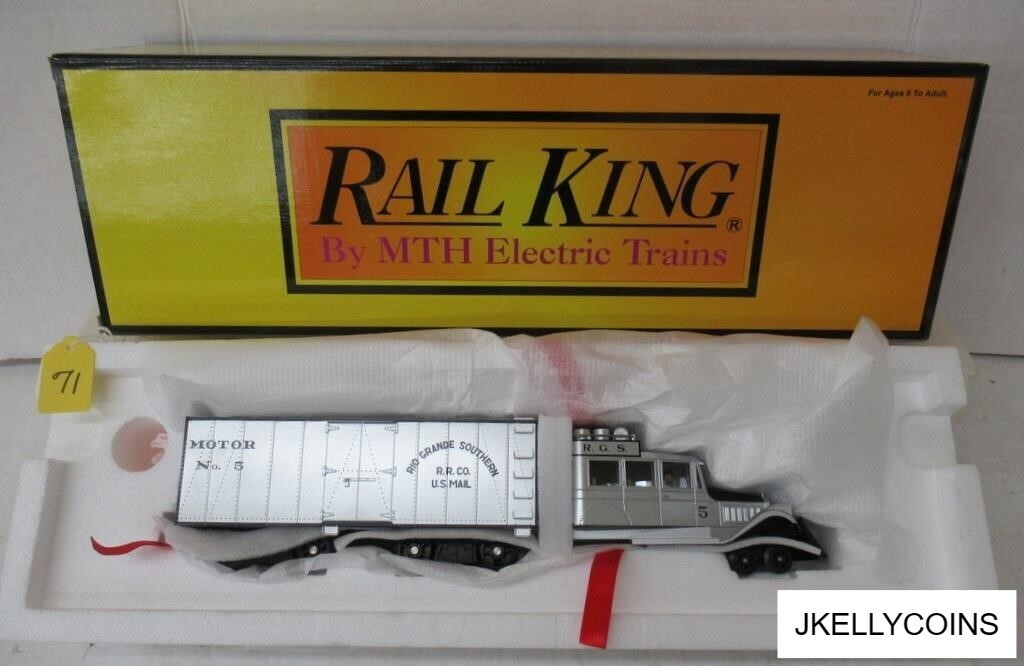 For Ages 8 To Adult.
RAIL KING®
By MTH Electric Trains
71
MOTOR
No. 5
5
RIO GRANDE SOUTHERN
R.R.CO.
U.S. MAIL
R. G. S.
5
JKELLYCOINS